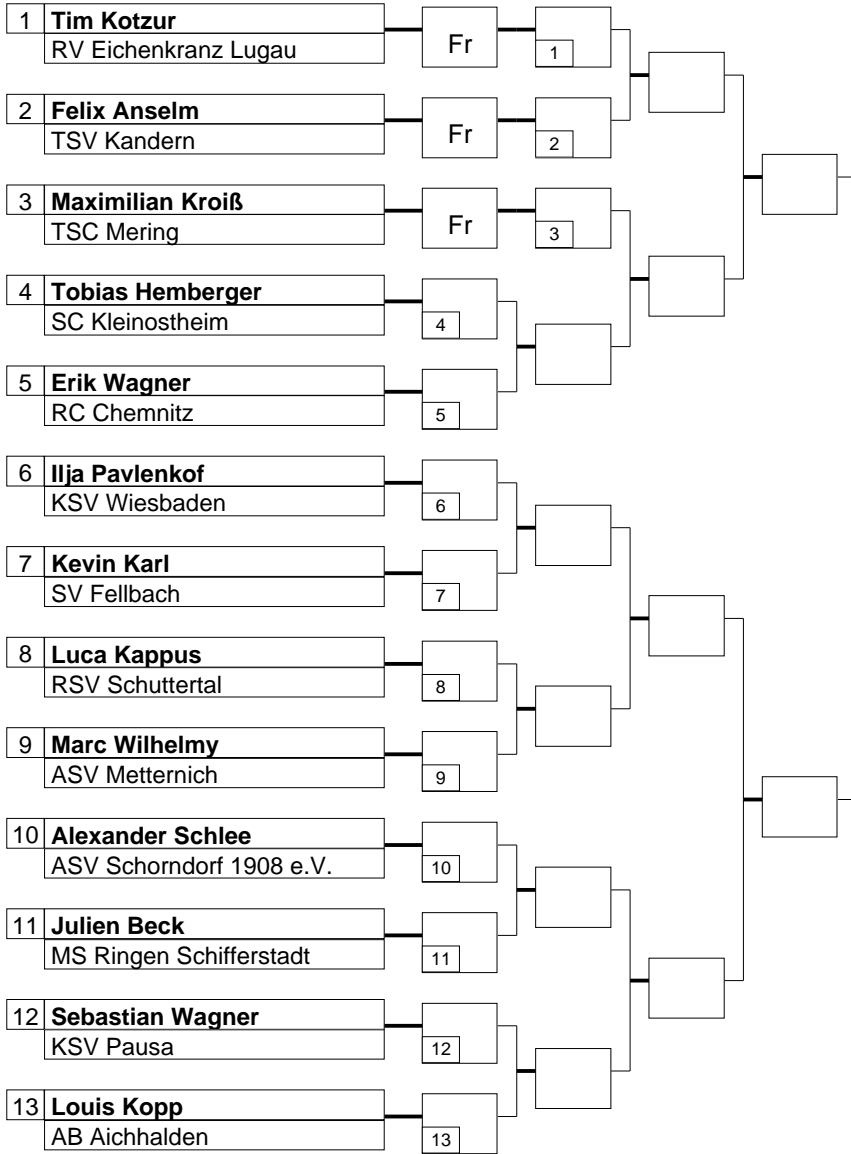 1 Tim Kotzur
RV Eichenkranz Lugau
Fr
1
2 Felix Anselm
TSV Kandern
Fr
2
3 Maximilian Kroiß
TSC Mering
Fr
3
4 Tobias Hemberger
SC Kleinostheim
4
5 Erik Wagner
RC Chemnitz
5
6 Ilja Pavlenkof
KSV Wiesbaden
6
7 Kevin Karl
SV Fellbach
7
8 Luca Kappus
RSV Schuttertal
8
9 Marc Wilhelmy
ASV Metternich
9
10 Alexander Schlee
ASV Schorndorf 1908 e.V.
10
11 Julien Beck
MS Ringen Schifferstadt
11
12 Sebastian Wagner
KSV Pausa
12
13 Louis Kopp
AB Aichhalden
13